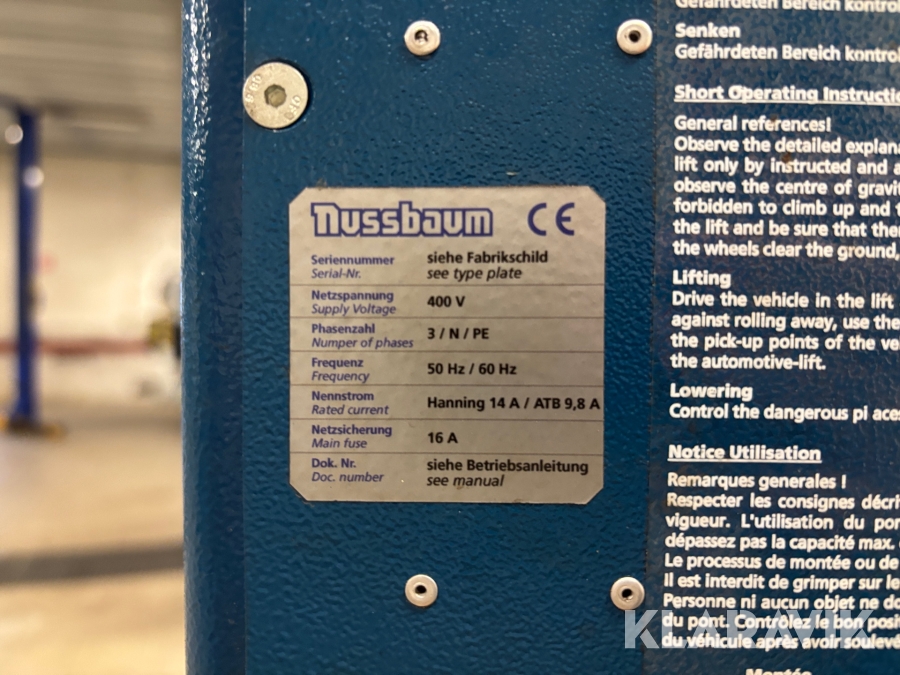 Nussbaum CE
Seriennummer siehe Fabrikschild
Serial-Nr. see type plate
Netzspannung 400 V
Supply Voltage
Phasenzahl 3 / N / PE
Numper of phases
Frequenz 50 Hz / 60 Hz
Frequency
Nennstrom Hanning 14 A / ATB 9,8 A
Rated current
Netzsicherung 16 A
Main fuse
Dok. Nr. siehe Betriebsanleitung
Doc. number see manual
Gefährdeten Bereich
Senken
Gefährdeten Bereich
Short Operating
General references!
Observe the detailed
lift only by instructed and
observe the centre of
forbidden to climb up and
the lift and be sure that
the wheels clear the ground,
Lifting
Drive the vehicle in the lift
against rolling away, use the
the pick-up points of the
the automotive-lift.
Lowering
Control the dangerous
Notice Utilisation
Remarques generales !
Respecter les consignes
vigueur. L'utilisation du
dépassez pas la capacité max.
Le processus de montée ou de
Il est interdit de grimper sur
Personne ni aucun objet ne
du pont. Contrôlez le bon
du véhicule après avoir
Montée
KLARAVIK